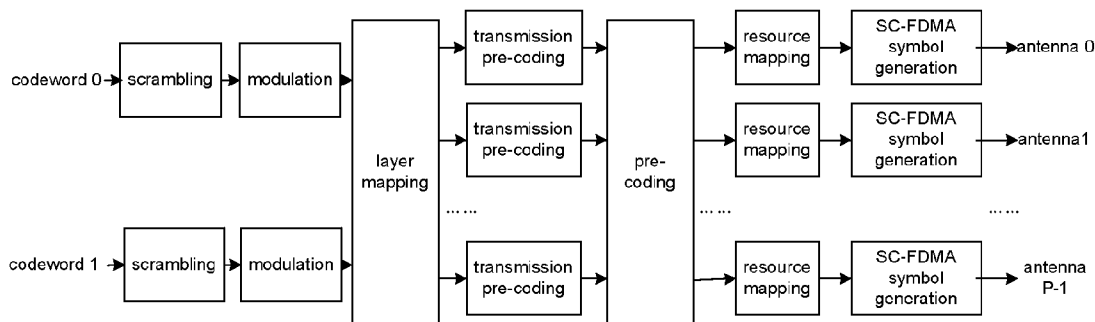 codeword 0
scrambling
modulation
layer
mapping
transmission
pre-coding
pre-
coding
resource
mapping
SC-FDMA
symbol
generation
antenna 0
transmission
pre-coding
resource
mapping
SC-FDMA
symbol
generation
antenna1
……
……
……
codeword 1
scrambling
modulation
transmission
pre-coding
resource
mapping
SC-FDMA
symbol
generation
antenna
P-1